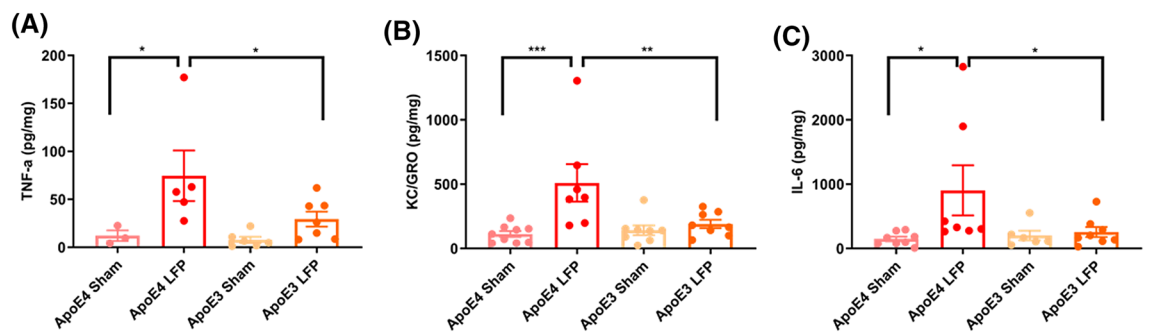 (A)
(B)
(C)
* *
*** **
* *
TNF-a (pg/mg)
200
150
100
50
0
ApoE4 Sham
ApoE4 LFP
ApoE3 Sham
ApoE3 LFP
KC/GRO (pg/mg)
1500
1000
500
0
ApoE4 Sham
ApoE4 LFP
ApoE3 Sham
ApoE3 LFP
IL-6 (pg/mg)
3000
2000
1000
0
ApoE4 Sham
ApoE4 LFP
ApoE3 Sham
ApoE3 LFP